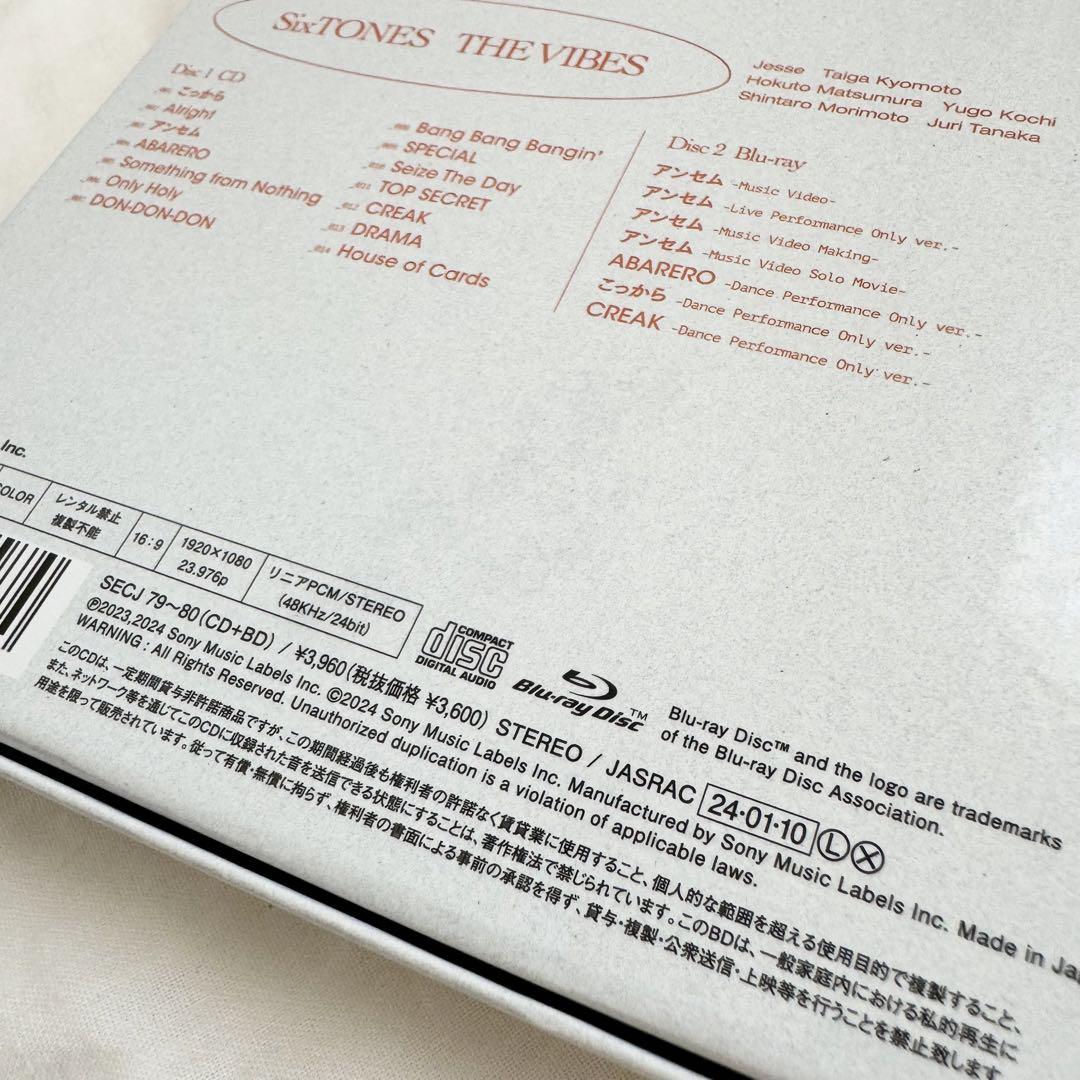 SixTONES THE VIBES
Jesse Taiga Kyomoto
Hokuto Matsumura Yugo Kochi
Shintaro Morimoto Juri Tanaka
Disc 1 CD
_001 こっから
_002 Alright
_003 アンセム
_004 ABARERO
_005 Something from Nothing
_006 Only Holy
_007 DON-DON-DON
_008 Bang Bang Bangin'
_009 SPECIAL
_010 Seize The Day
_011 TOP SECRET
_012 CREAK
_013 DRAMA
_014 House of Cards
Disc 2 Blu-ray
アンセム -Music Video-
アンセム -Live Performance Only ver.-
アンセム -Music Video Making-
アンセム -Music Video Solo Movie-
ABARERO -Dance Performance Only ver.-
こっから -Dance Performance Only ver.-
CREAK -Dance Performance Only ver.-
Inc.
COLOR
レンタル禁止
複製不能
16:9
1920×1080
23.976p
リニアPCM/STEREO
(48KHz/24bit)
COMPACT
disc
DIGITAL AUDIO
Blu-ray Disc™
Blu-ray Disc™ and the logo are trademarks
of the Blu-ray Disc Association.
SECJ 79〜80(CD+BD) / ¥3,960(税抜価格 ¥3,600) STEREO / JASRAC 24・01・10 Ⓛ Ⓧ
℗2023,2024 Sony Music Labels Inc. ©2024 Sony Music Labels Inc. Manufactured by Sony Music Labels Inc. Made in Jap
WARNING : All Rights Reserved. Unauthorized duplication is a violation of applicable laws.
このCDは、一定期間貸与非許諾商品ですが、この期間経過後も権利者の許諾なく賃貸業に使用すること、個人的な範囲を超える使用目的で複製すること、
また、ネットワーク等を通じてこのCDに収録された音を送信できる状態にすることは、著作権法で禁じられています。このBDは、一般家庭内における私的再生に
用途を限って販売されています。従って有償・無償に拘らず、権利者の書面による事前の承認を得ず、貸与・複製・公衆送信・上映等を行うことを禁止致します